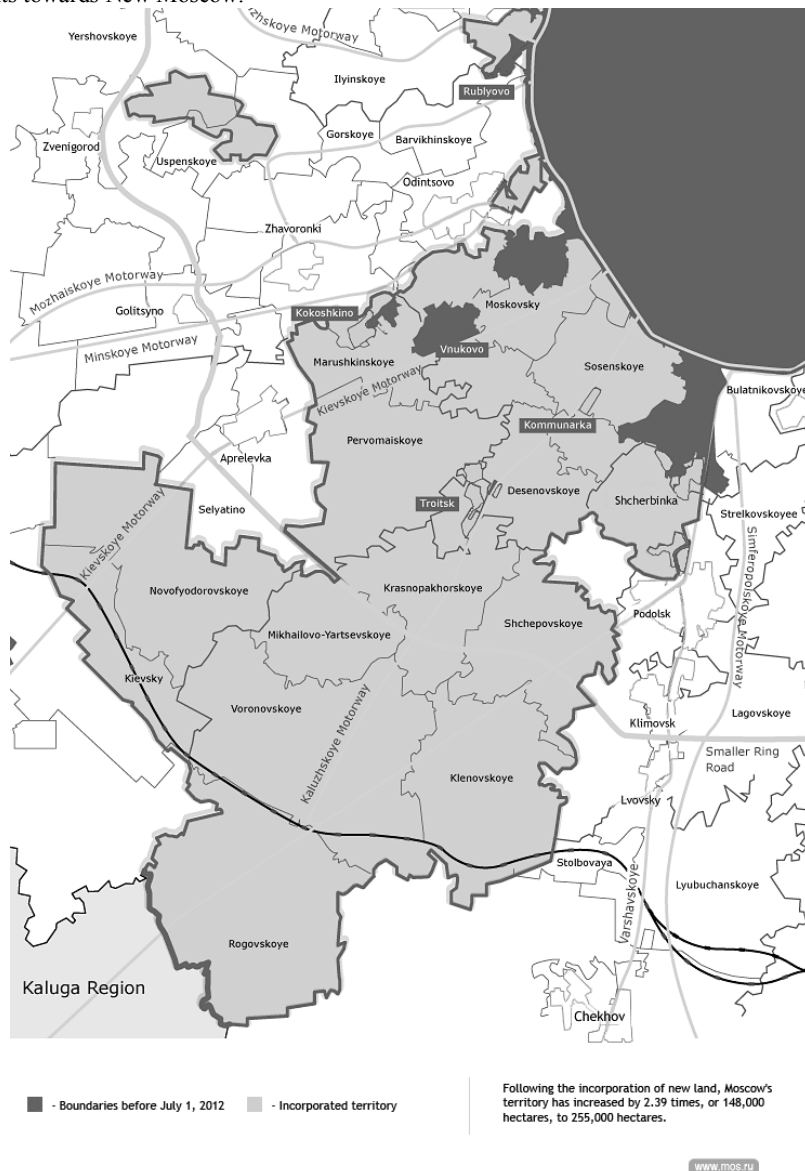 ts towards New Moscow.
Kaluzhskoye Motorway
Yershovskoye
Ilyinskoye
Rublyovo
Gorskoye
Barvikhinskoye
Zvenigorod
Uspenskoye
Odintsovo
Zhavoronki
Mozhaiskoye Motorway
Moskovsky
Golitsyno
Kokoshkino
Minskoye Motorway
Vnukovo
Marushkinskoye
Sosenskoye
Kievskoye Motorway
Bulatnikovskoye
Kommunarka
Pervomaiskoye
Aprelevka
Desenovskoye
Shcherbinka
Troitsk
Selyatino
Strelkovskoyee
Kievskoye Motorway
Simferopolskoye Motorway
Novofyodorovskoye
Krasnopakhorskoye
Podolsk
Shchepovskoye
Mikhailovo-Yartsevskoye
Kievsky
Voronovskoye
Kaluzhskoye Motorway
Klimovsk
Lagovskoye
Smaller Ring
Road
Klenovskoye
Lvovsky
Stolbovaya
Varshavskoye
Lyubuchanskoye
Rogovskoye
Kaluga Region
Chekhov
- Boundaries before July 1, 2012
- Incorporated territory
Following the incorporation of new land, Moscow's
territory has increased by 2.39 times, or 148,000
hectares, to 255,000 hectares.
www.mos.ru